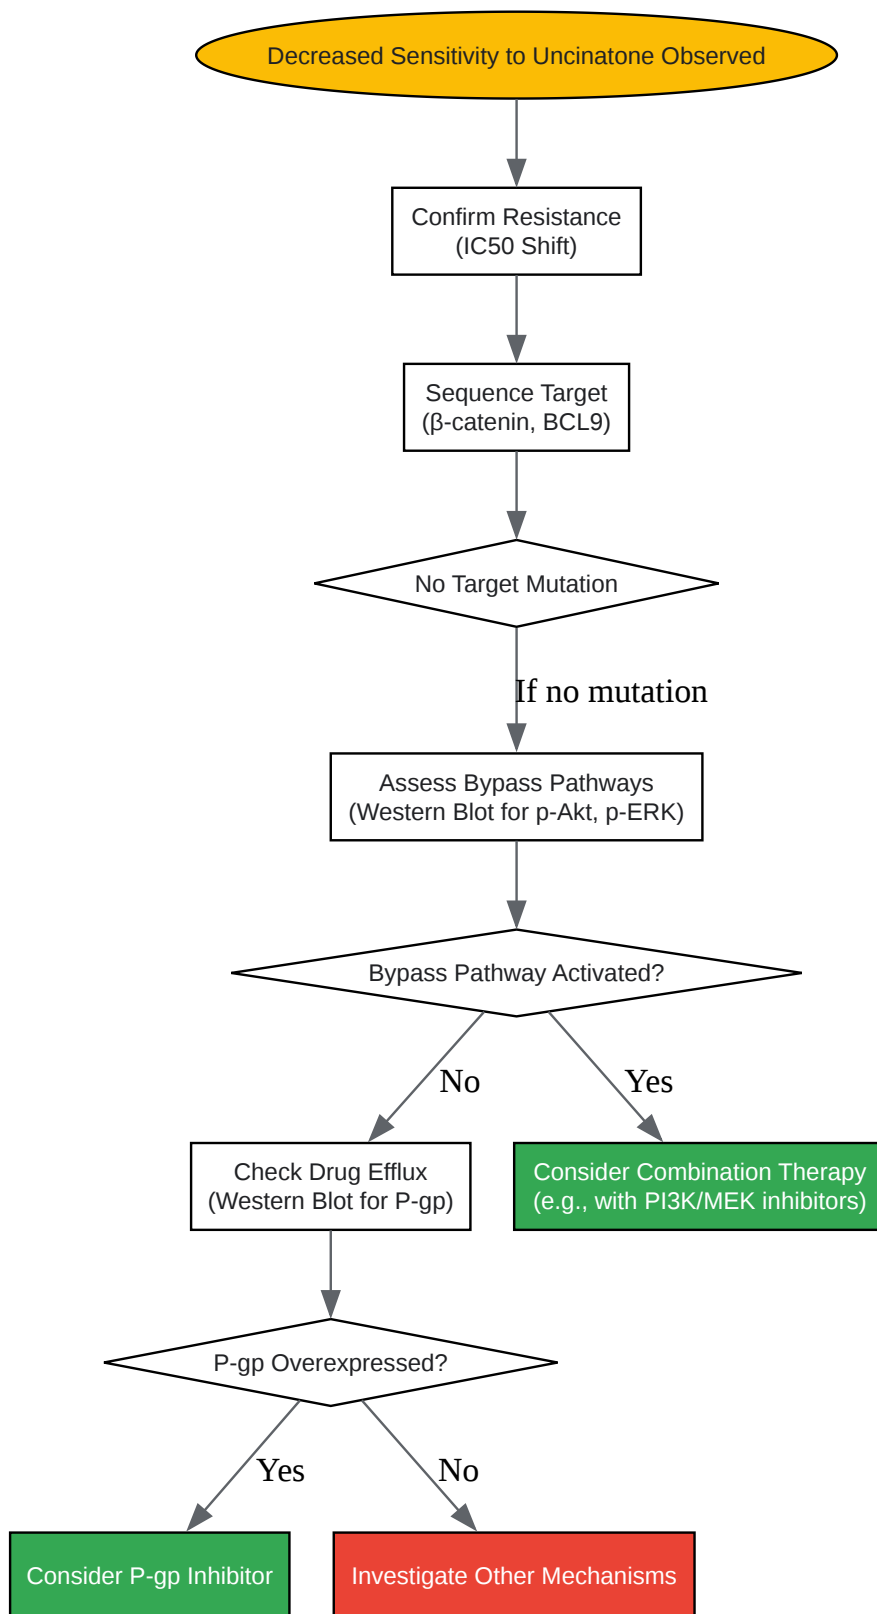 Decreased Sensitivity to Uncinatone Observed
Confirm Resistance
(IC50 Shift)
Sequence Target
(β-catenin, BCL9)
No Target Mutation
If no mutation
Assess Bypass Pathways
(Western Blot for p-Akt, p-ERK)
Bypass Pathway Activated?
No
Yes
Check Drug Efflux
(Western Blot for P-gp)
Consider Combination Therapy
(e.g., with PI3K/MEK inhibitors)
P-gp Overexpressed?
Yes
No
Consider P-gp Inhibitor
Investigate Other Mechanisms